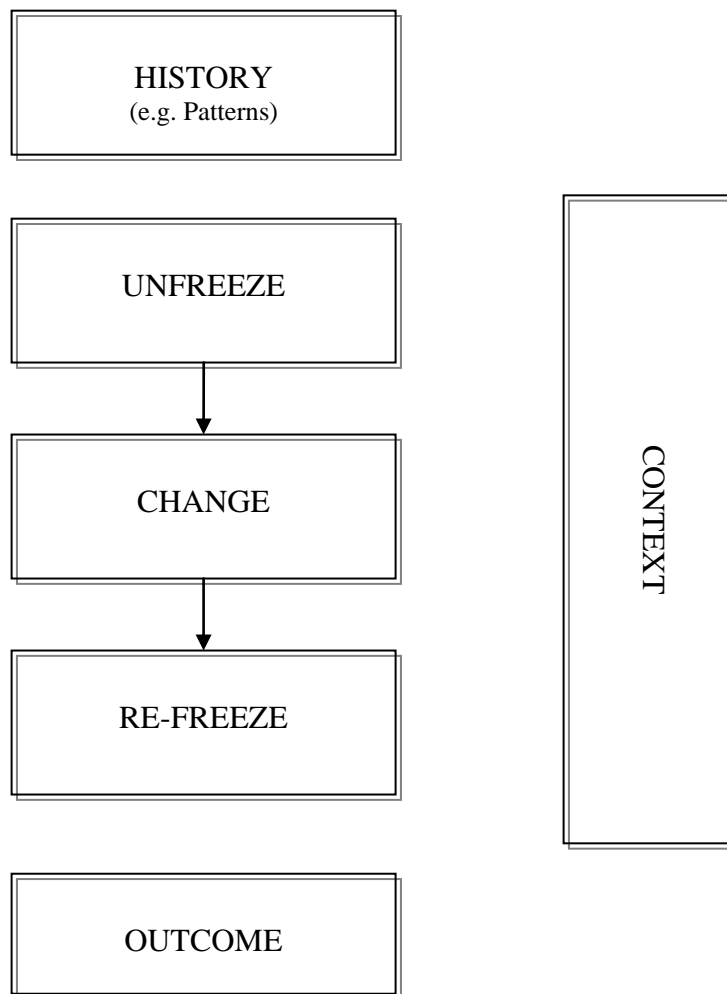 HISTORY
(e.g. Patterns)
UNFREEZE
CHANGE
CONTEXT
RE-FREEZE
OUTCOME